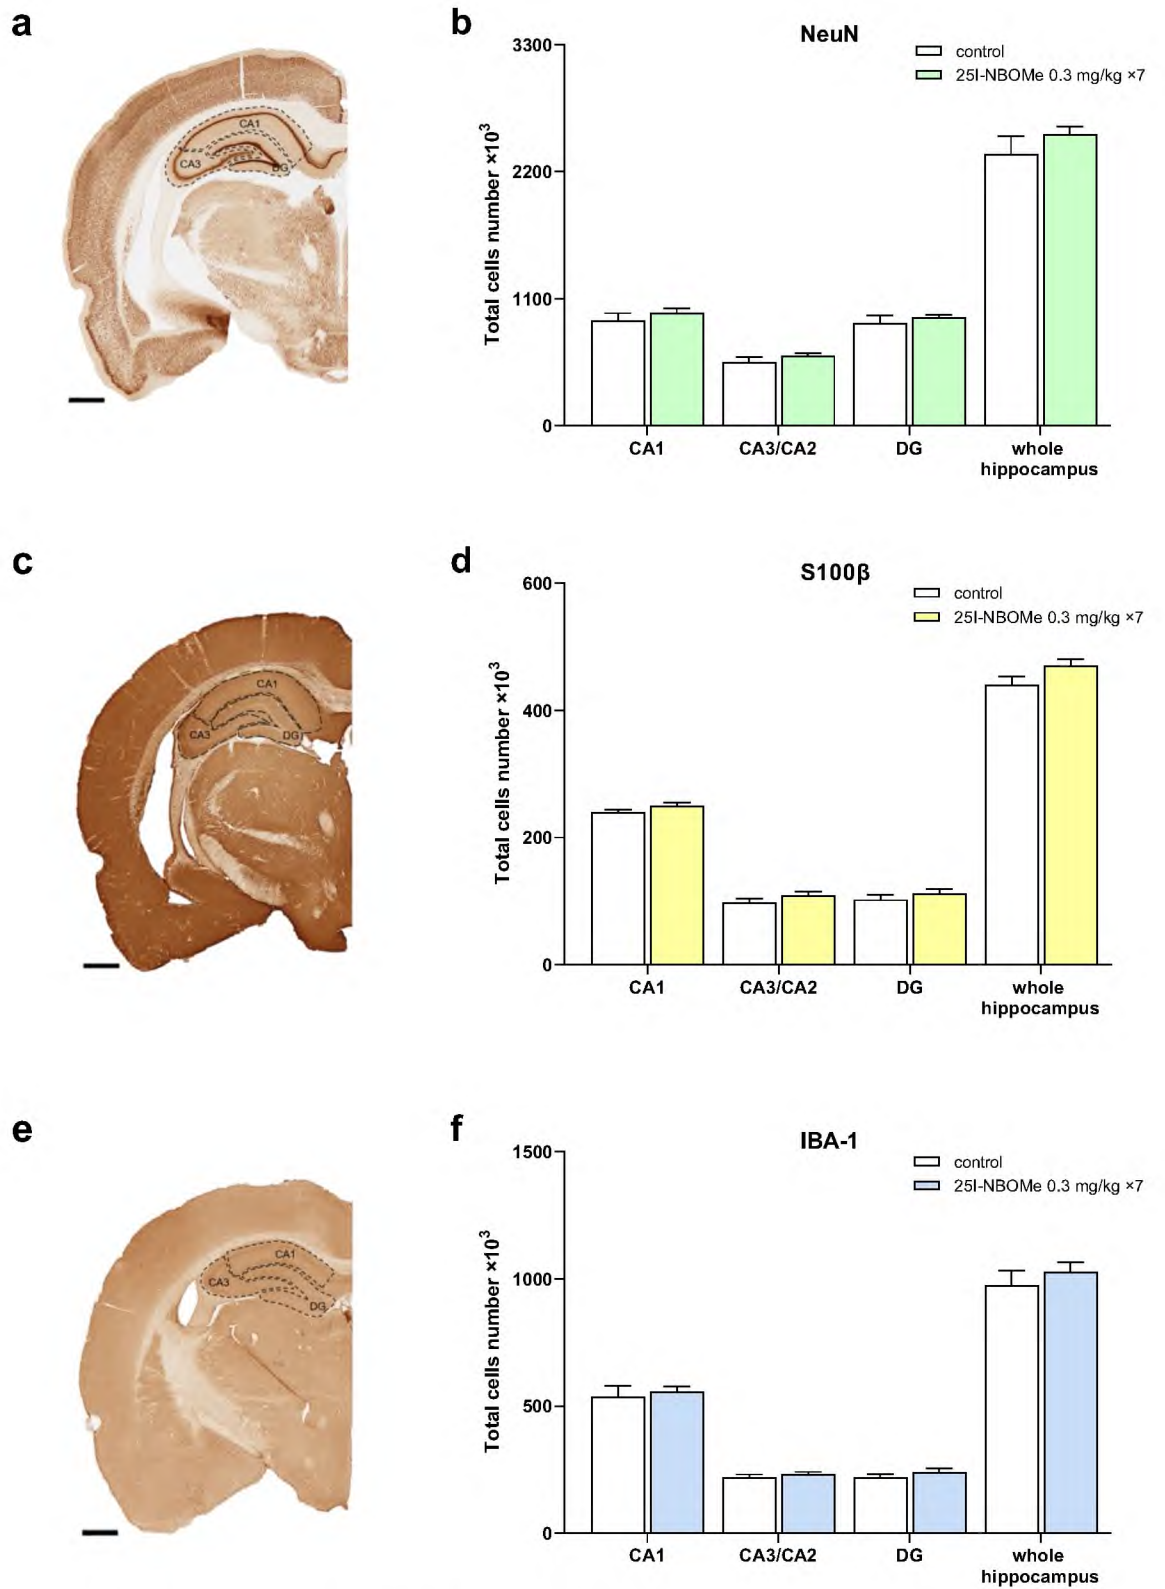 a
CA1
CA3
DG
b
NeuN
control
25I-NBOMe 0.3 mg/kg ×7
Total cells number ×10³
3300
2200
1100
0
CA1
CA3/CA2
DG
whole
hippocampus
c
CA1
CA3
DG
d
S100β
control
25I-NBOMe 0.3 mg/kg ×7
Total cells number ×10³
600
400
200
0
CA1
CA3/CA2
DG
whole
hippocampus
e
CA1
CA3
DG
f
IBA-1
control
25I-NBOMe 0.3 mg/kg ×7
Total cells number ×10³
1500
1000
500
0
CA1
CA3/CA2
DG
whole
hippocampus